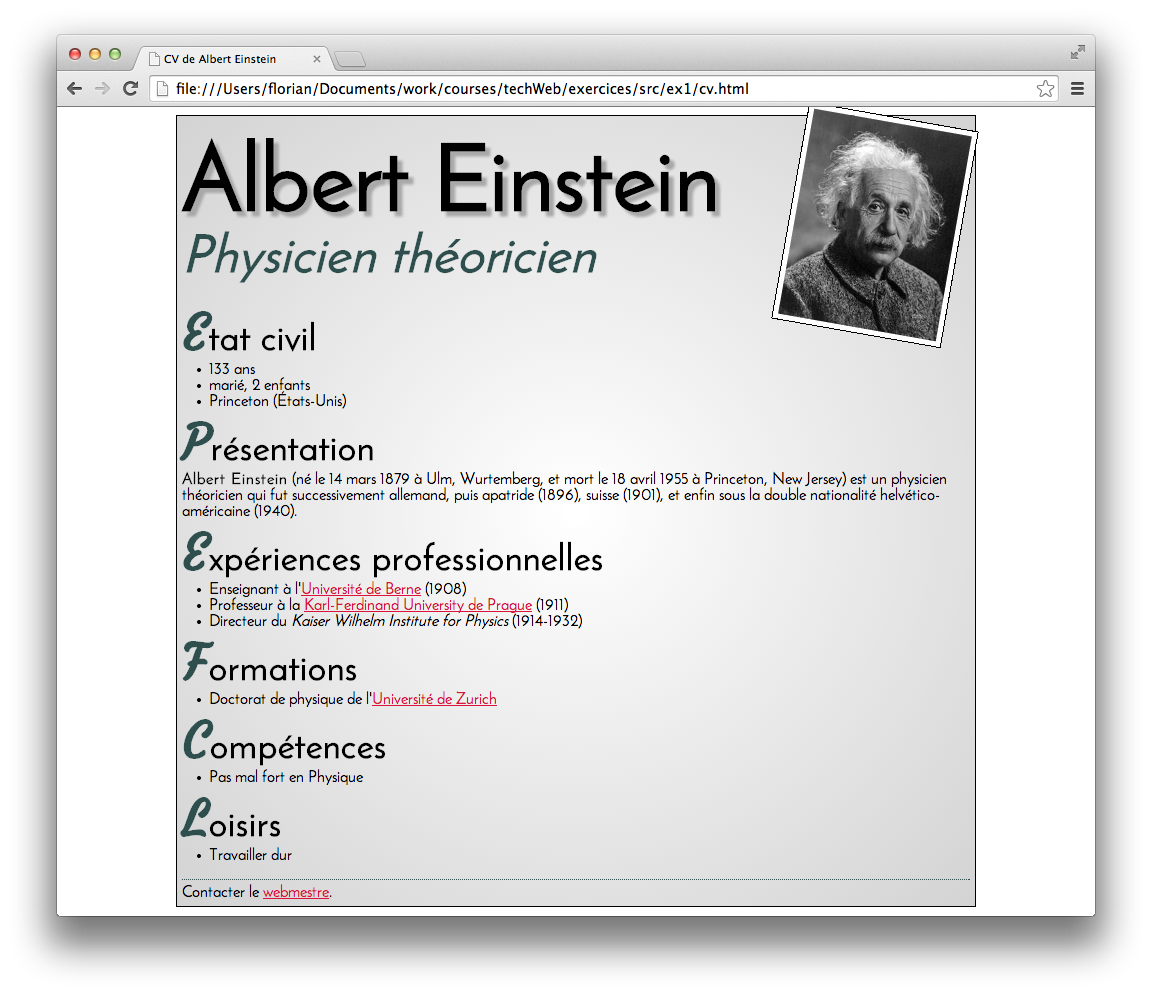 CV de Albert Einstein
file:///Users/florian/Documents/work/courses/techWeb/exercices/src/ex1/cv.html
Albert Einstein
Physicien théoricien
Etat civil
• 133 ans
• marié, 2 enfants
• Princeton (États-Unis)
Présentation
Albert Einstein (né le 14 mars 1879 à Ulm, Wurtemberg, et mort le 18 avril 1955 à Princeton, New Jersey) est un physicien
théoricien qui fut successivement allemand, puis apatride (1896), suisse (1901), et enfin sous la double nationalité helvético-
américaine (1940).
Expériences professionnelles
• Enseignant à l'Université de Berne (1908)
• Professeur à la Karl-Ferdinand University de Prague (1911)
• Directeur du Kaiser Wilhelm Institute for Physics (1914-1932)
Formations
• Doctorat de physique de l'Université de Zurich
Compétences
• Pas mal fort en Physique
Loisirs
• Travailler dur
Contacter le webmestre.